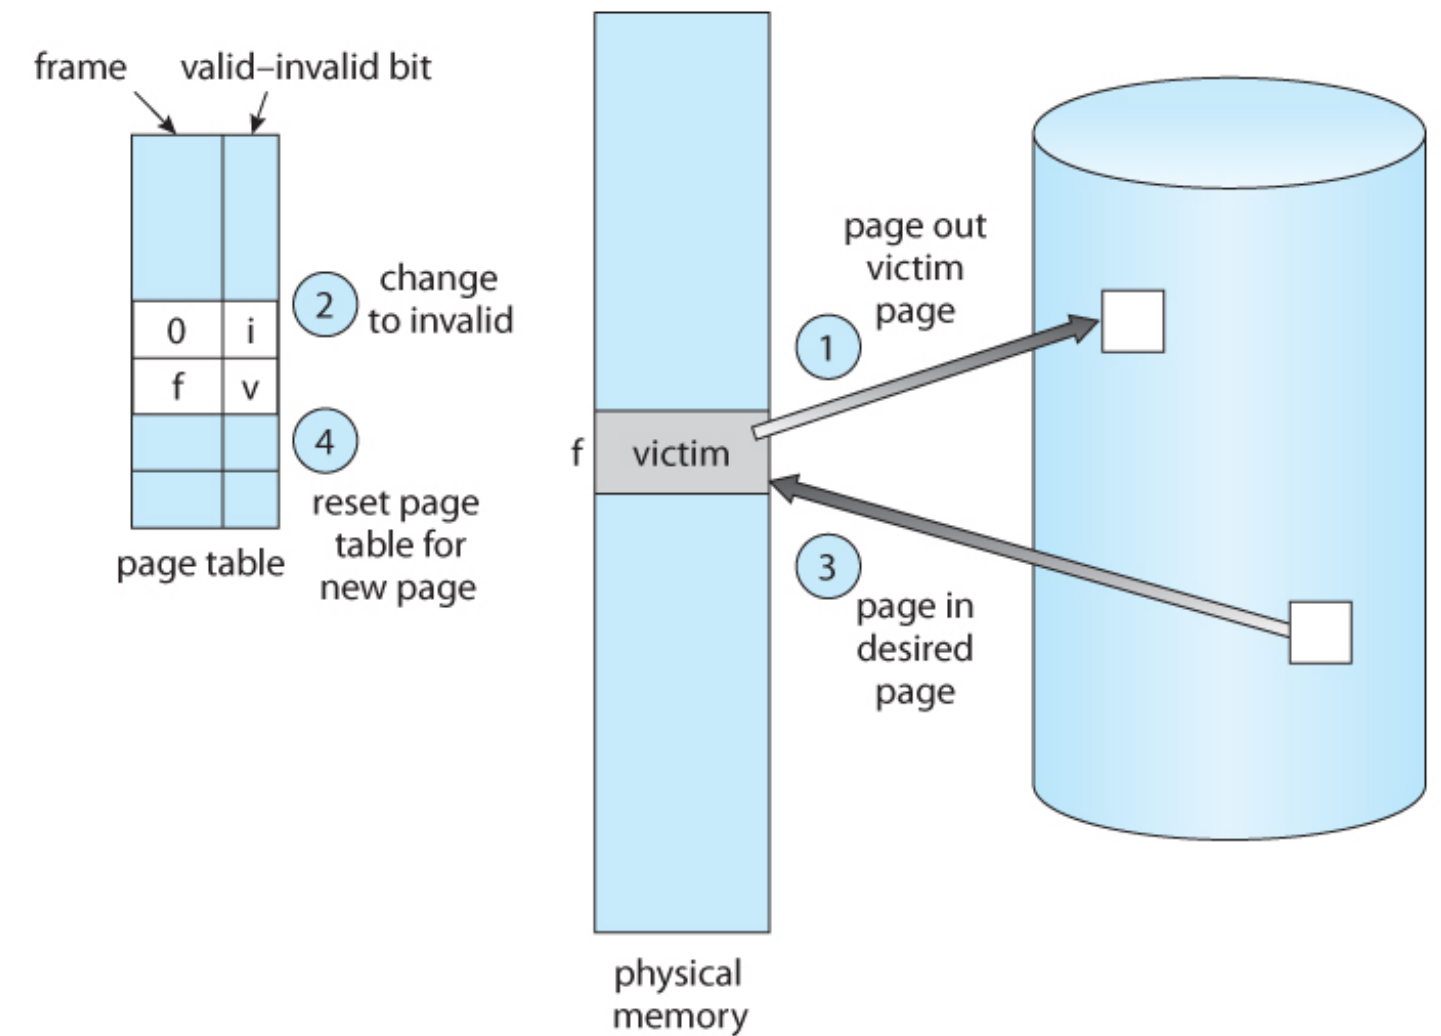 frame
valid–invalid bit
0 i
f v
2
change
to invalid
4
reset page
table for
new page
page table
f
victim
physical
memory
1
page out
victim
page
3
page in
desired
page